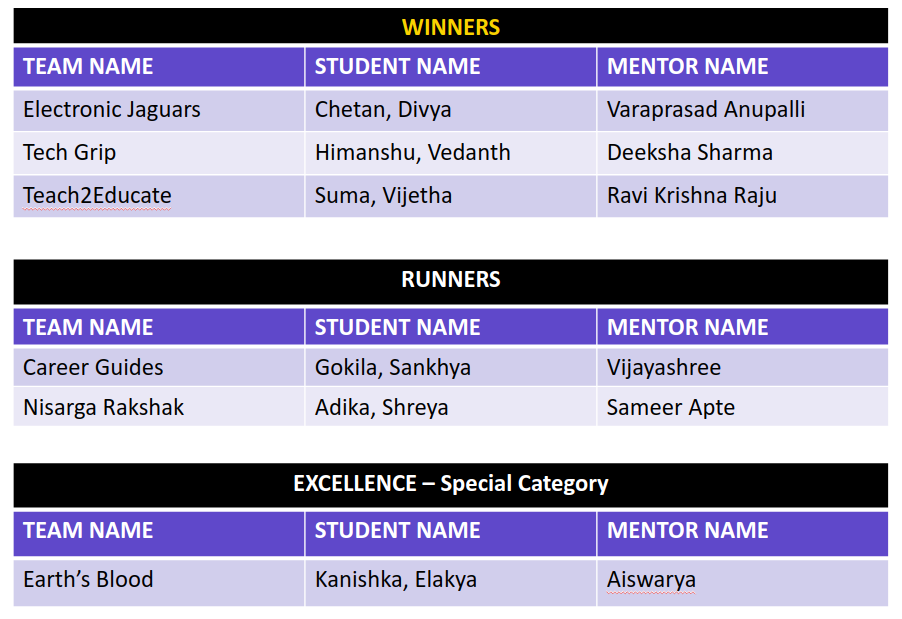 WINNERS
TEAM NAME STUDENT NAME MENTOR NAME
Electronic Jaguars Chetan, Divya Varaprasad Anupalli
Tech Grip Himanshu, Vedanth Deeksha Sharma
Teach2Educate Suma, Vijetha Ravi Krishna Raju
RUNNERS
TEAM NAME STUDENT NAME MENTOR NAME
Career Guides Gokila, Sankhya Vijayashree
Nisarga Rakshak Adika, Shreya Sameer Apte
EXCELLENCE – Special Category
TEAM NAME STUDENT NAME MENTOR NAME
Earth’s Blood Kanishka, Elakya Aiswarya